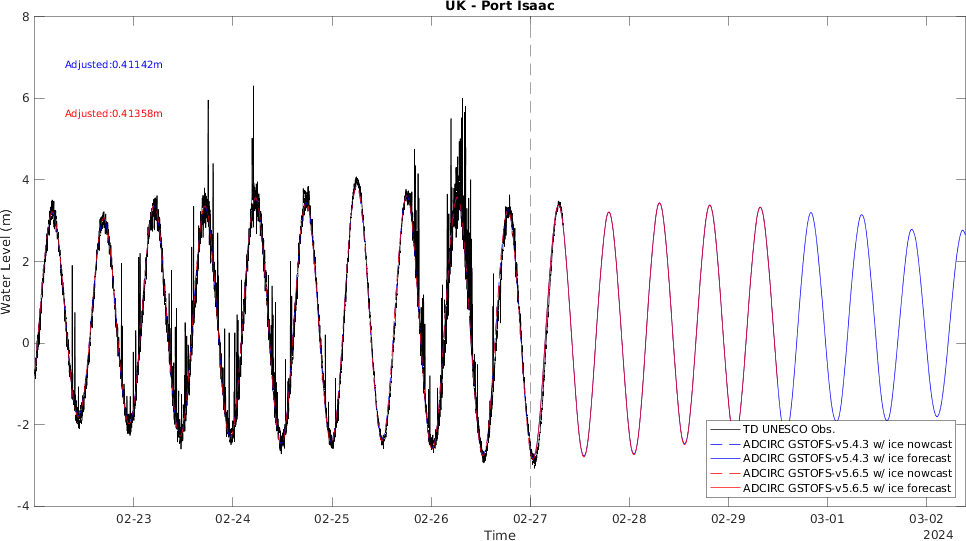 UK - Port Isaac
8
6
4
2
0
-2
-4
Water Level (m)
Adjusted:0.41142m
Adjusted:0.41358m
TD UNESCO Obs.
ADCIRC GSTOFS-v5.4.3 w/ ice nowcast
ADCIRC GSTOFS-v5.4.3 w/ ice forecast
ADCIRC GSTOFS-v5.6.5 w/ ice nowcast
ADCIRC GSTOFS-v5.6.5 w/ ice forecast
02-23 02-24 02-25 02-26 02-27 02-28 02-29 03-01 03-02
2024
Time